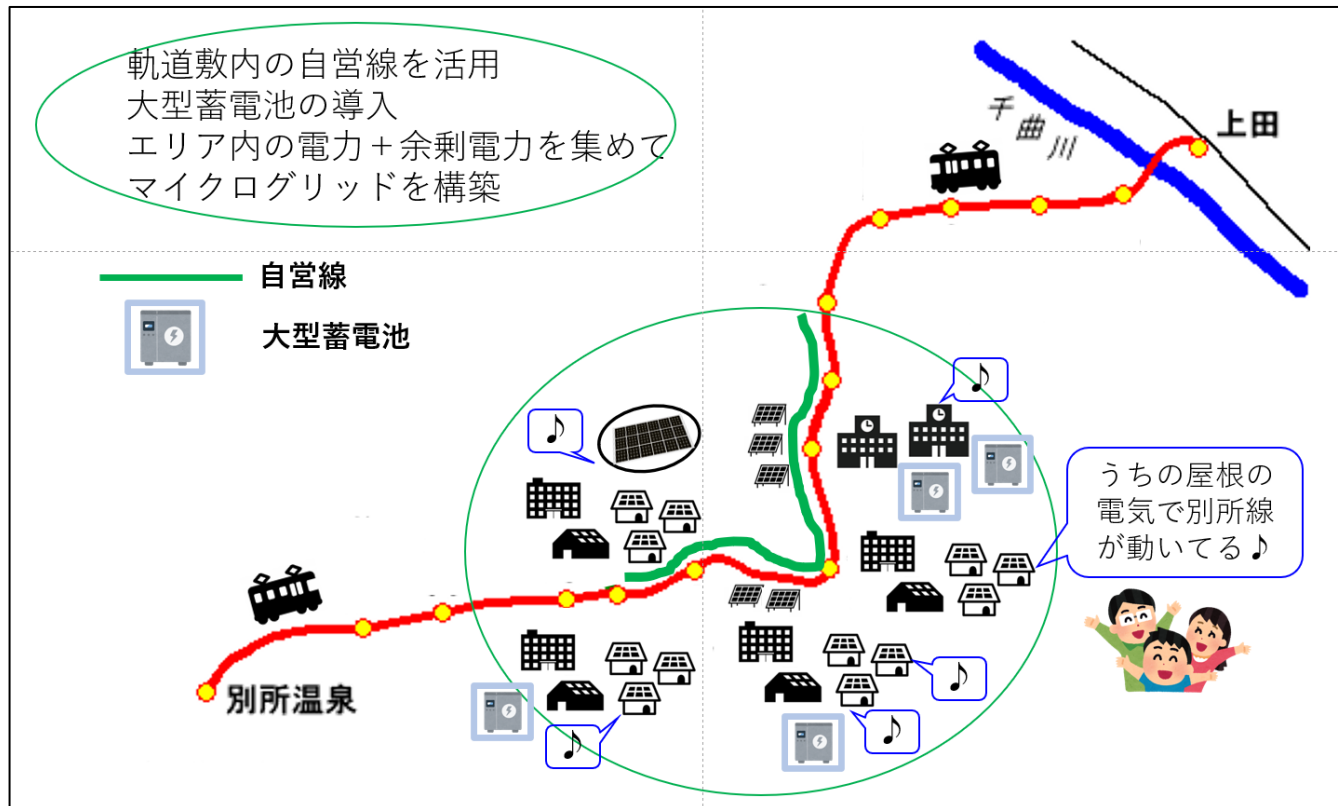 軌道敷内の自営線を活用
大型蓄電池の導入
エリア内の電力＋余剰電力を集めて
マイクログリッドを構築
千曲川
上田
自営線
大型蓄電池
♪
♪
うちの屋根の
電気で別所線
が動いてる♪
別所温泉
♪
♪
♪